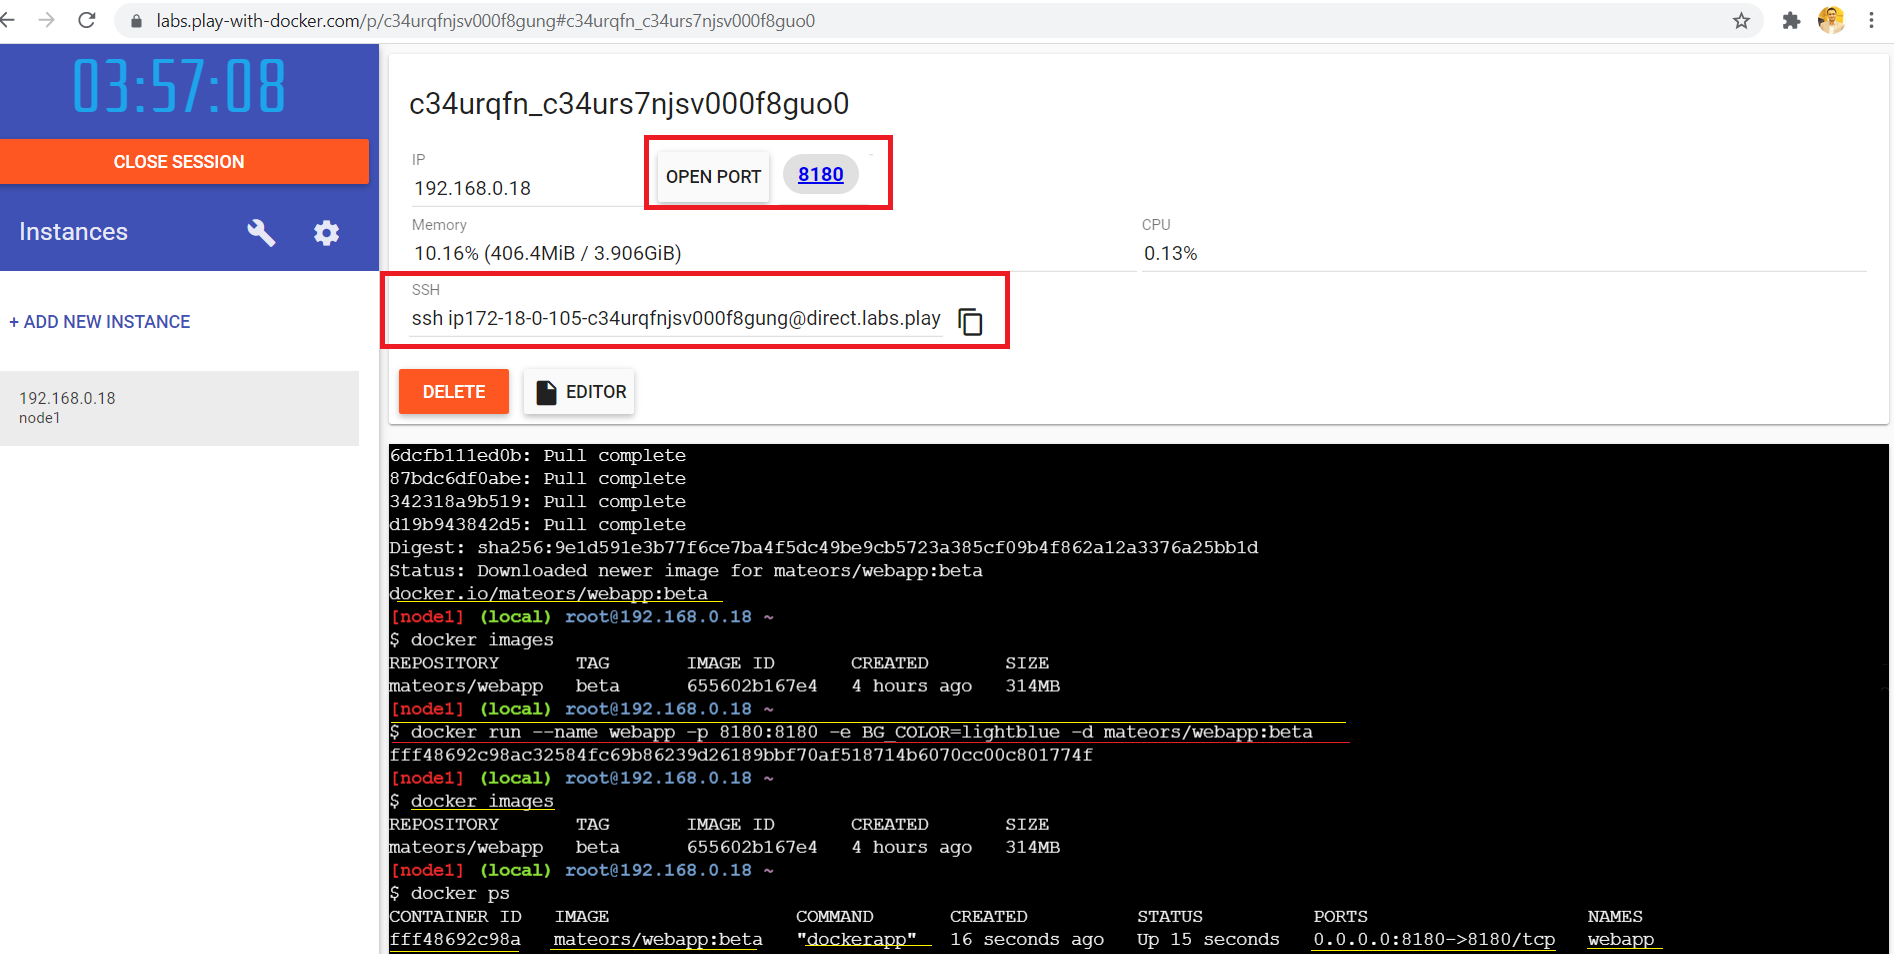 labs.play-with-docker.com/p/c34urqfnjsv000f8gung#c34urqfn_c34urs7njsv000f8guo0
03:57:08
CLOSE SESSION
Instances
+ ADD NEW INSTANCE
192.168.0.18
node1
c34urqfn_c34urs7njsv000f8guo0
IP
192.168.0.18
OPEN PORT 8180
Memory
10.16% (406.4MiB / 3.906GiB)
CPU
0.13%
SSH
ssh ip172-18-0-105-c34urqfnjsv000f8gung@direct.labs.play
DELETE
EDITOR
6dcfb111ed0b: Pull complete
87bdc6df0abe: Pull complete
342318a9b519: Pull complete
d19b943842d5: Pull complete
Digest: sha256:9e1d591e3b77f6ce7ba4f5dc49be9cb5723a385cf09b4f862a12a3376a25bb1d
Status: Downloaded newer image for mateors/webapp:beta
docker.io/mateors/webapp:beta
[node1] (local) root@192.168.0.18 ~
$ docker images
REPOSITORY TAG IMAGE ID CREATED SIZE
mateors/webapp beta 655602b167e4 4 hours ago 314MB
[node1] (local) root@192.168.0.18 ~
$ docker run --name webapp -p 8180:8180 -e BG_COLOR=lightblue -d mateors/webapp:beta
fff48692c98ac32584fc69b86239d26189bbf70af518714b6070cc00c801774f
[node1] (local) root@192.168.0.18 ~
$ docker images
REPOSITORY TAG IMAGE ID CREATED SIZE
mateors/webapp beta 655602b167e4 4 hours ago 314MB
[node1] (local) root@192.168.0.18 ~
$ docker ps
CONTAINER ID IMAGE COMMAND CREATED STATUS PORTS NAMES
fff48692c98a mateors/webapp:beta "dockerapp" 16 seconds ago Up 15 seconds 0.0.0.0:8180->8180/tcp webapp